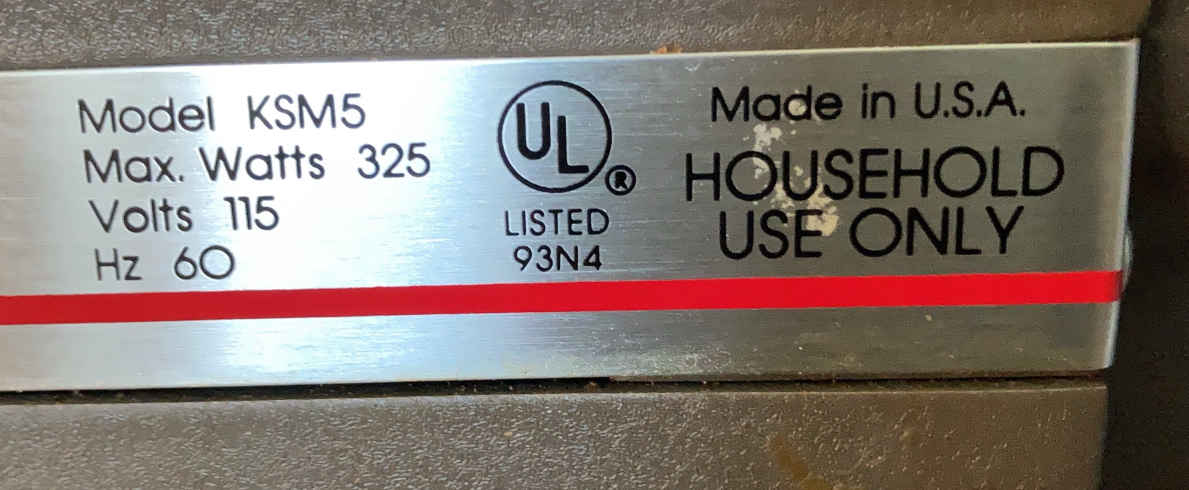 Model KSM5
Max. Watts 325
Volts 115
Hz 60
UL®
LISTED
93N4
Made in U.S.A.
HOUSEHOLD
USE ONLY